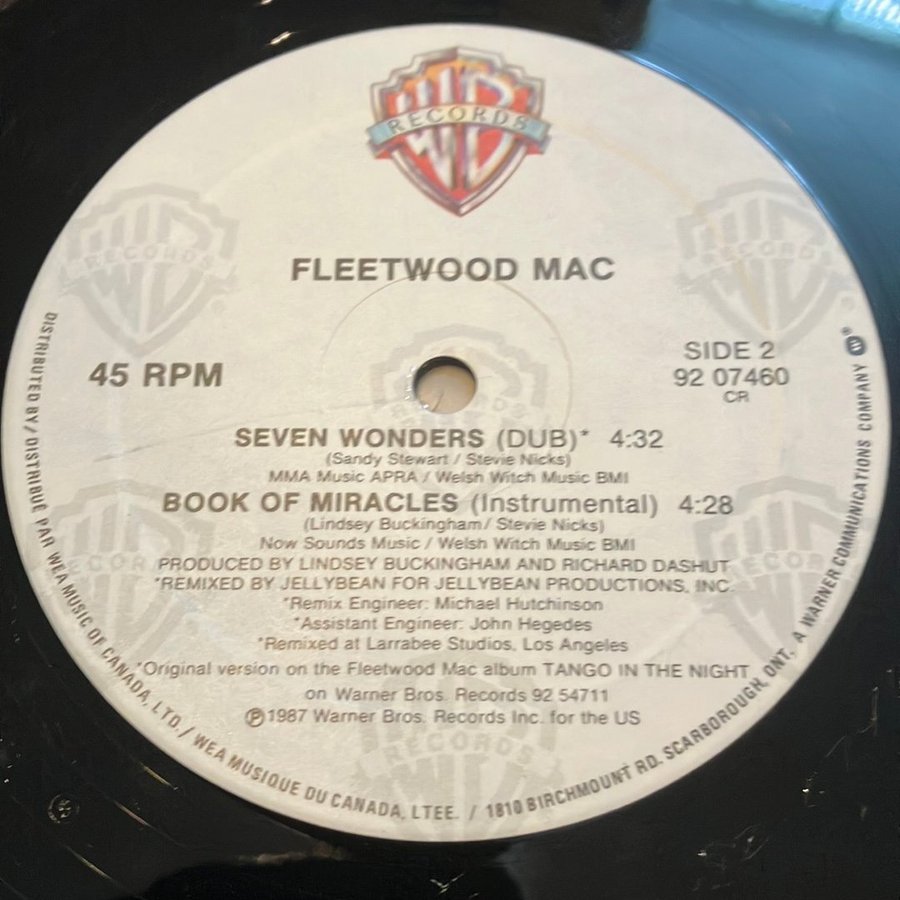 RECORDS
FLEETWOOD MAC
45 RPM
SIDE 2
92 07460
CR
SEVEN WONDERS (DUB)* 4:32
(Sandy Stewart / Stevie Nicks)
MMA Music APRA / Welsh Witch Music BMI
BOOK OF MIRACLES (Instrumental) 4:28
(Lindsey Buckingham / Stevie Nicks)
Now Sounds Music / Welsh Witch Music BMI
PRODUCED BY LINDSEY BUCKINGHAM AND RICHARD DASHUT
*REMIXED BY JELLYBEAN FOR JELLYBEAN PRODUCTIONS, INC.
*Remix Engineer: Michael Hutchinson
*Assistant Engineer: John Hegedes
*Remixed at Larrabee Studios, Los Angeles
*Original version on the Fleetwood Mac album TANGO IN THE NIGHT
on Warner Bros. Records 92 54711
℗1987 Warner Bros. Records Inc. for the US
DISTRIBUTED BY / DISTRIBUÉ PAR WEA MUSIC OF CANADA, LTD. / WEA MUSIQUE DU CANADA, LTEE. / 1810 BIRCHMOUNT RD. SCARBOROUGH, ONT. A WARNER COMMUNICATIONS COMPANY ®